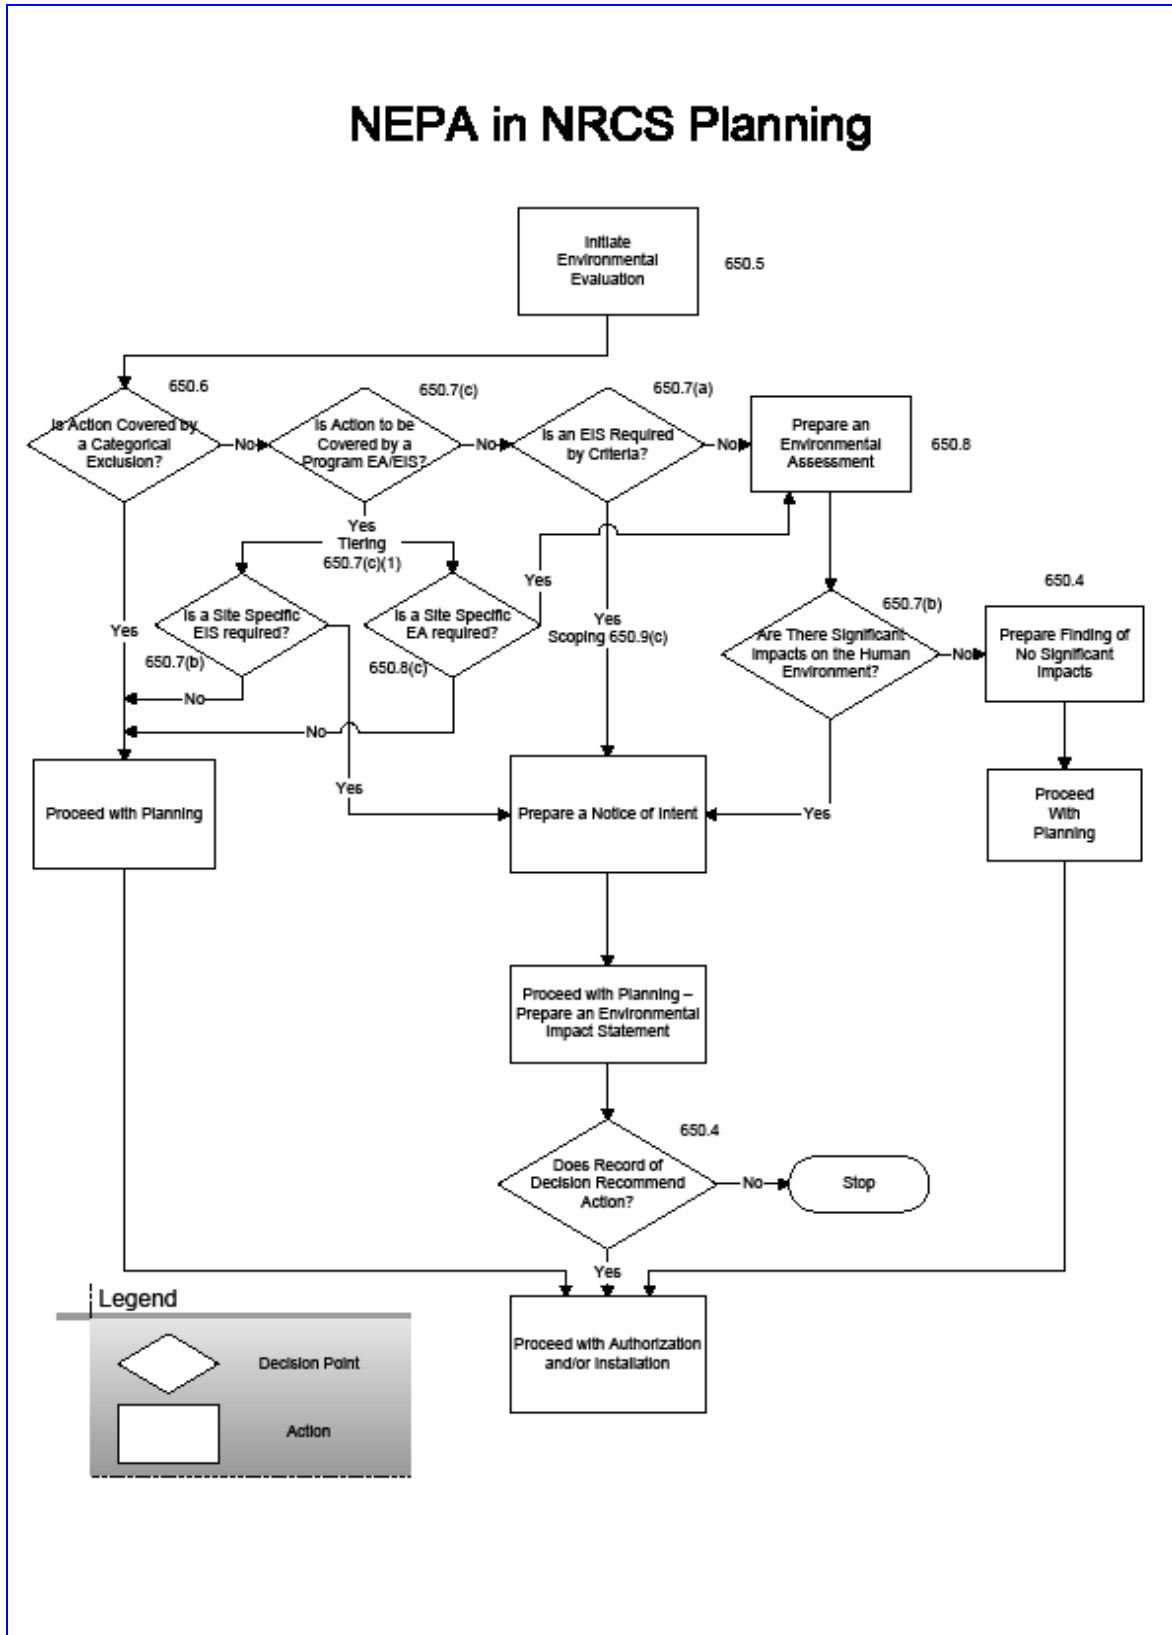 NEPA in NRCS Planning
Initiate
Environmental
Evaluation
650.5
650.6
Is Action Covered by
a Categorical
Exclusion?
No
650.7(c)
Is Action to be
Covered by a
Program EA/EIS?
No
650.7(a)
Is an EIS Required
by Criteria?
No
Prepare an
Environmental
Assessment
650.8
Yes
Tiering
650.7(c)(1)
Is a Site Specific
EIS required?
650.7(b)
No
Is a Site Specific
EA required?
650.8(c)
No
Yes
Yes
Yes
Scoping 650.9(c)
650.7(b)
Are There Significant
Impacts on the Human
Environment?
No
650.4
Prepare Finding of
No Significant
Impacts
Yes
Proceed with Planning
Yes
Prepare a Notice of Intent
Proceed
With
Planning
Proceed with Planning –
Prepare an Environmental
Impact Statement
650.4
Does Record of
Decision Recommend
Action?
No
Stop
Yes
Proceed with Authorization
and/or Installation
Legend
Decision Point
Action